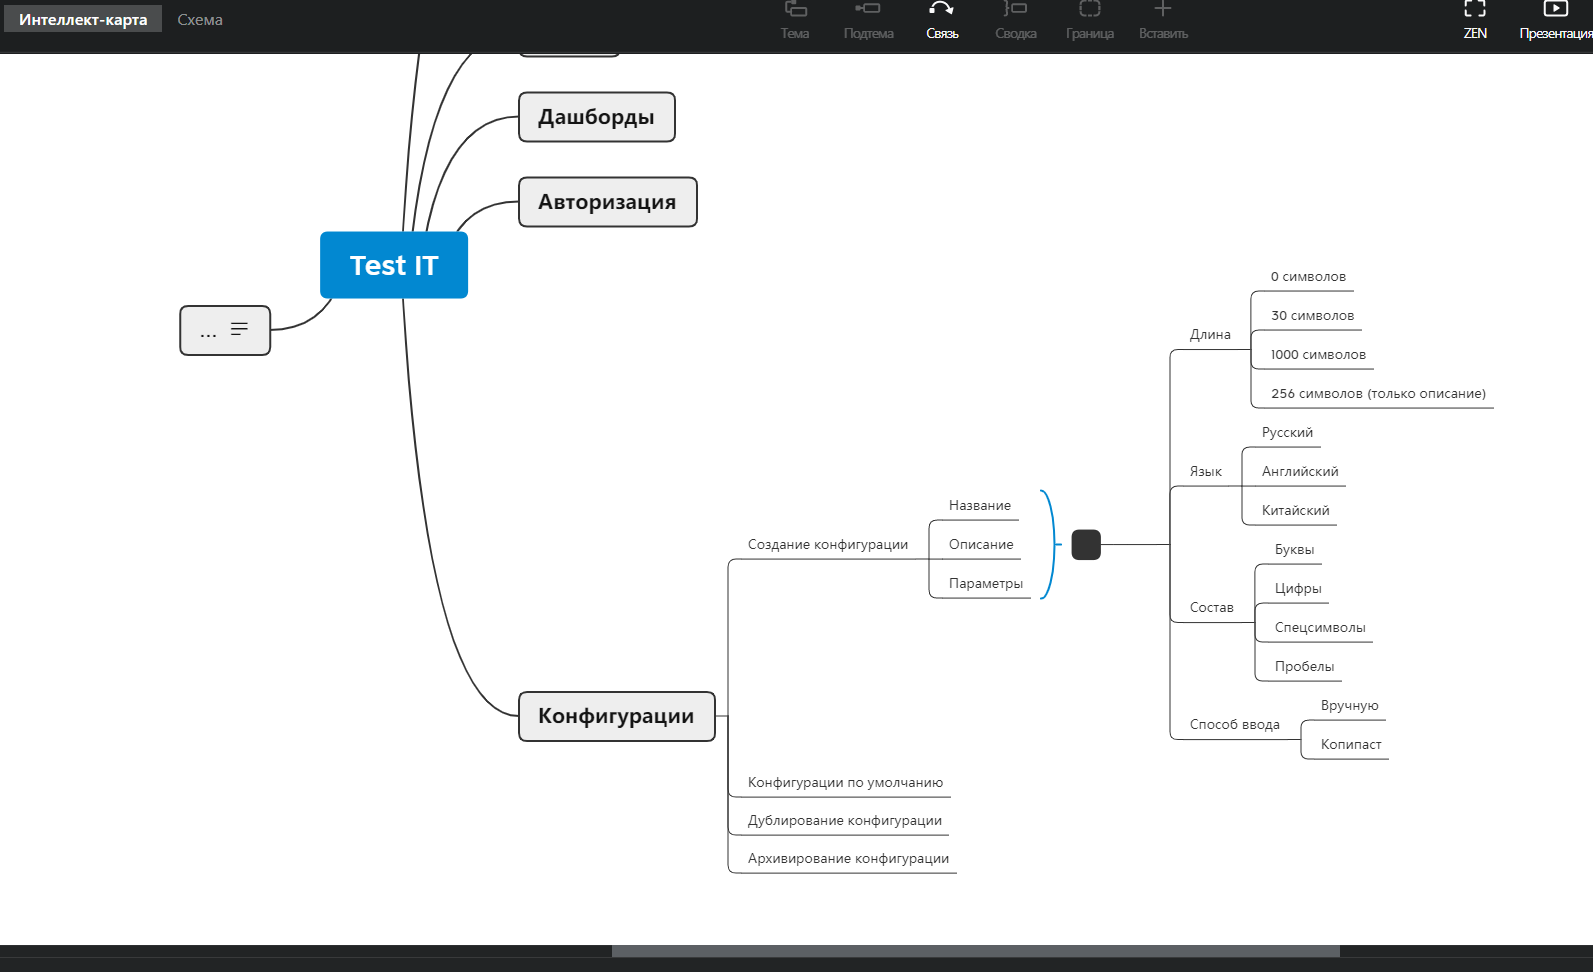 Интеллект-карта
Схема
Тема
Подтема
Связь
Сводка
Граница
Вставить
ZEN
Презентация
Дашборды
Авторизация
Test IT
...
Конфигурации
Создание конфигурации
Название
Описание
Параметры
Длина
0 символов
30 символов
1000 символов
256 символов (только описание)
Язык
Русский
Английский
Китайский
Состав
Буквы
Цифры
Спецсимволы
Пробелы
Способ ввода
Вручную
Копипаст
Конфигурации по умолчанию
Дублирование конфигурации
Архивирование конфигурации